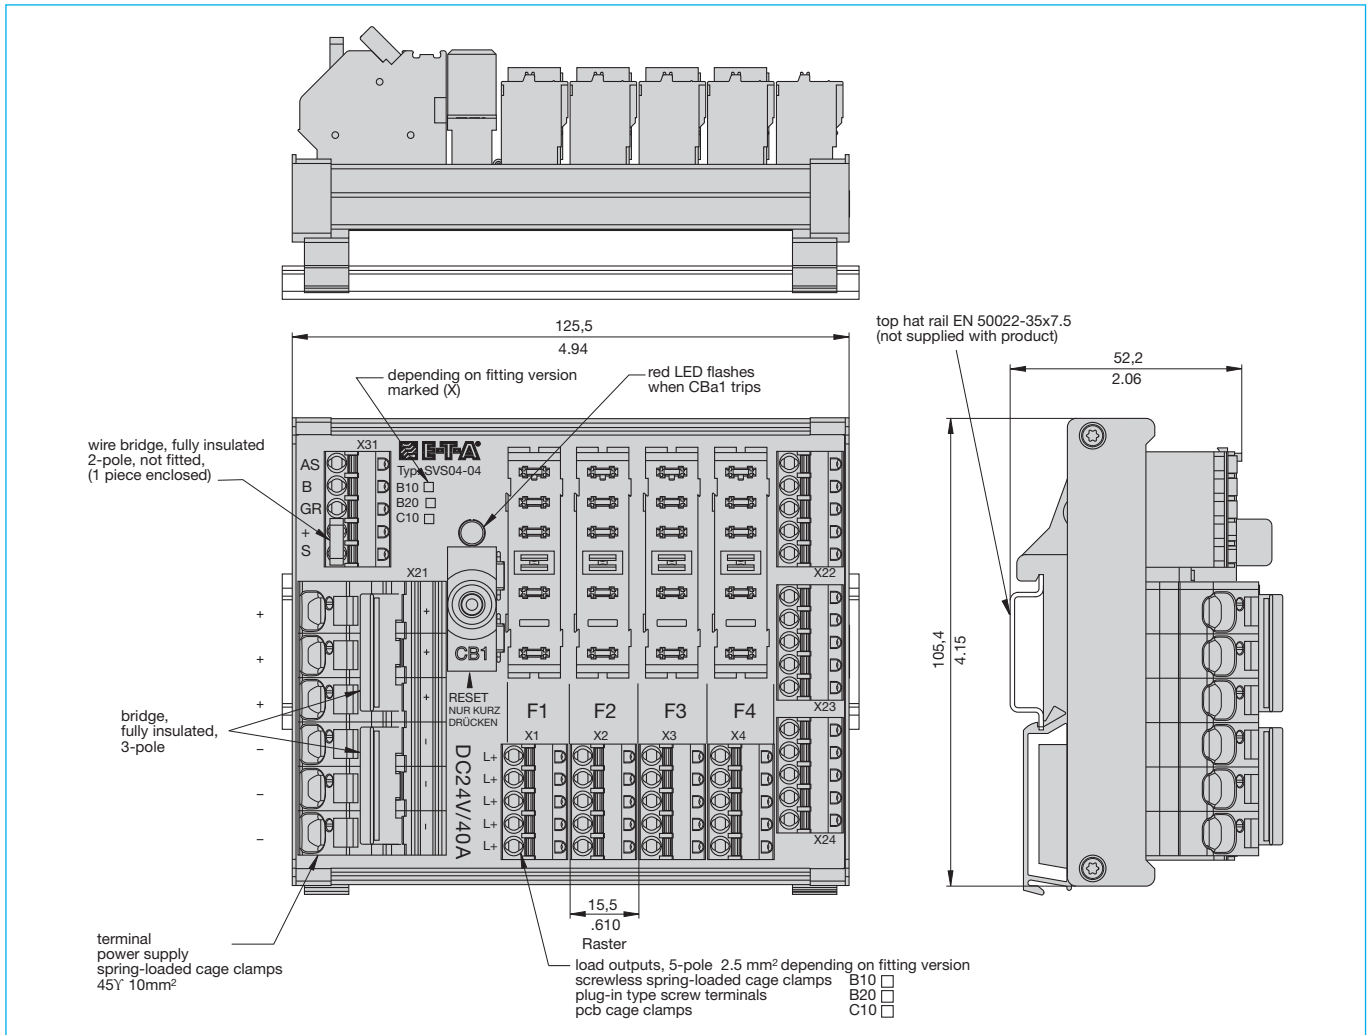 125,5
4.94
top hat rail EN 50022-35x7.5
(not supplied with product)
52,2
2.06
depending on fitting version
marked (X)
red LED flashes
when CBa1 trips
wire bridge, fully insulated
2-pole, not fitted,
(1 piece enclosed)
X31
E-T-A
Typ SVS04-04
AS
B
GR
+
S
B10
B20
C10
X21
X22
+
+
+
−
−
−
+
+
+
−
−
−
CB1
RESET
NUR KURZ
DRÜCKEN
F1
F2
F3
F4
X23
X1
X2
X3
X4
bridge,
fully insulated,
3-pole
DC24V/40A
L+
L+
L+
L+
L+
X24
105,4
4.15
15,5
.610
Raster
terminal
power supply
spring-loaded cage clamps
45ϒ 10mm²
load outputs, 5-pole 2.5 mm² depending on fitting version
screwless spring-loaded cage clamps B10
plug-in type screw terminals B20
pcb cage clamps C10